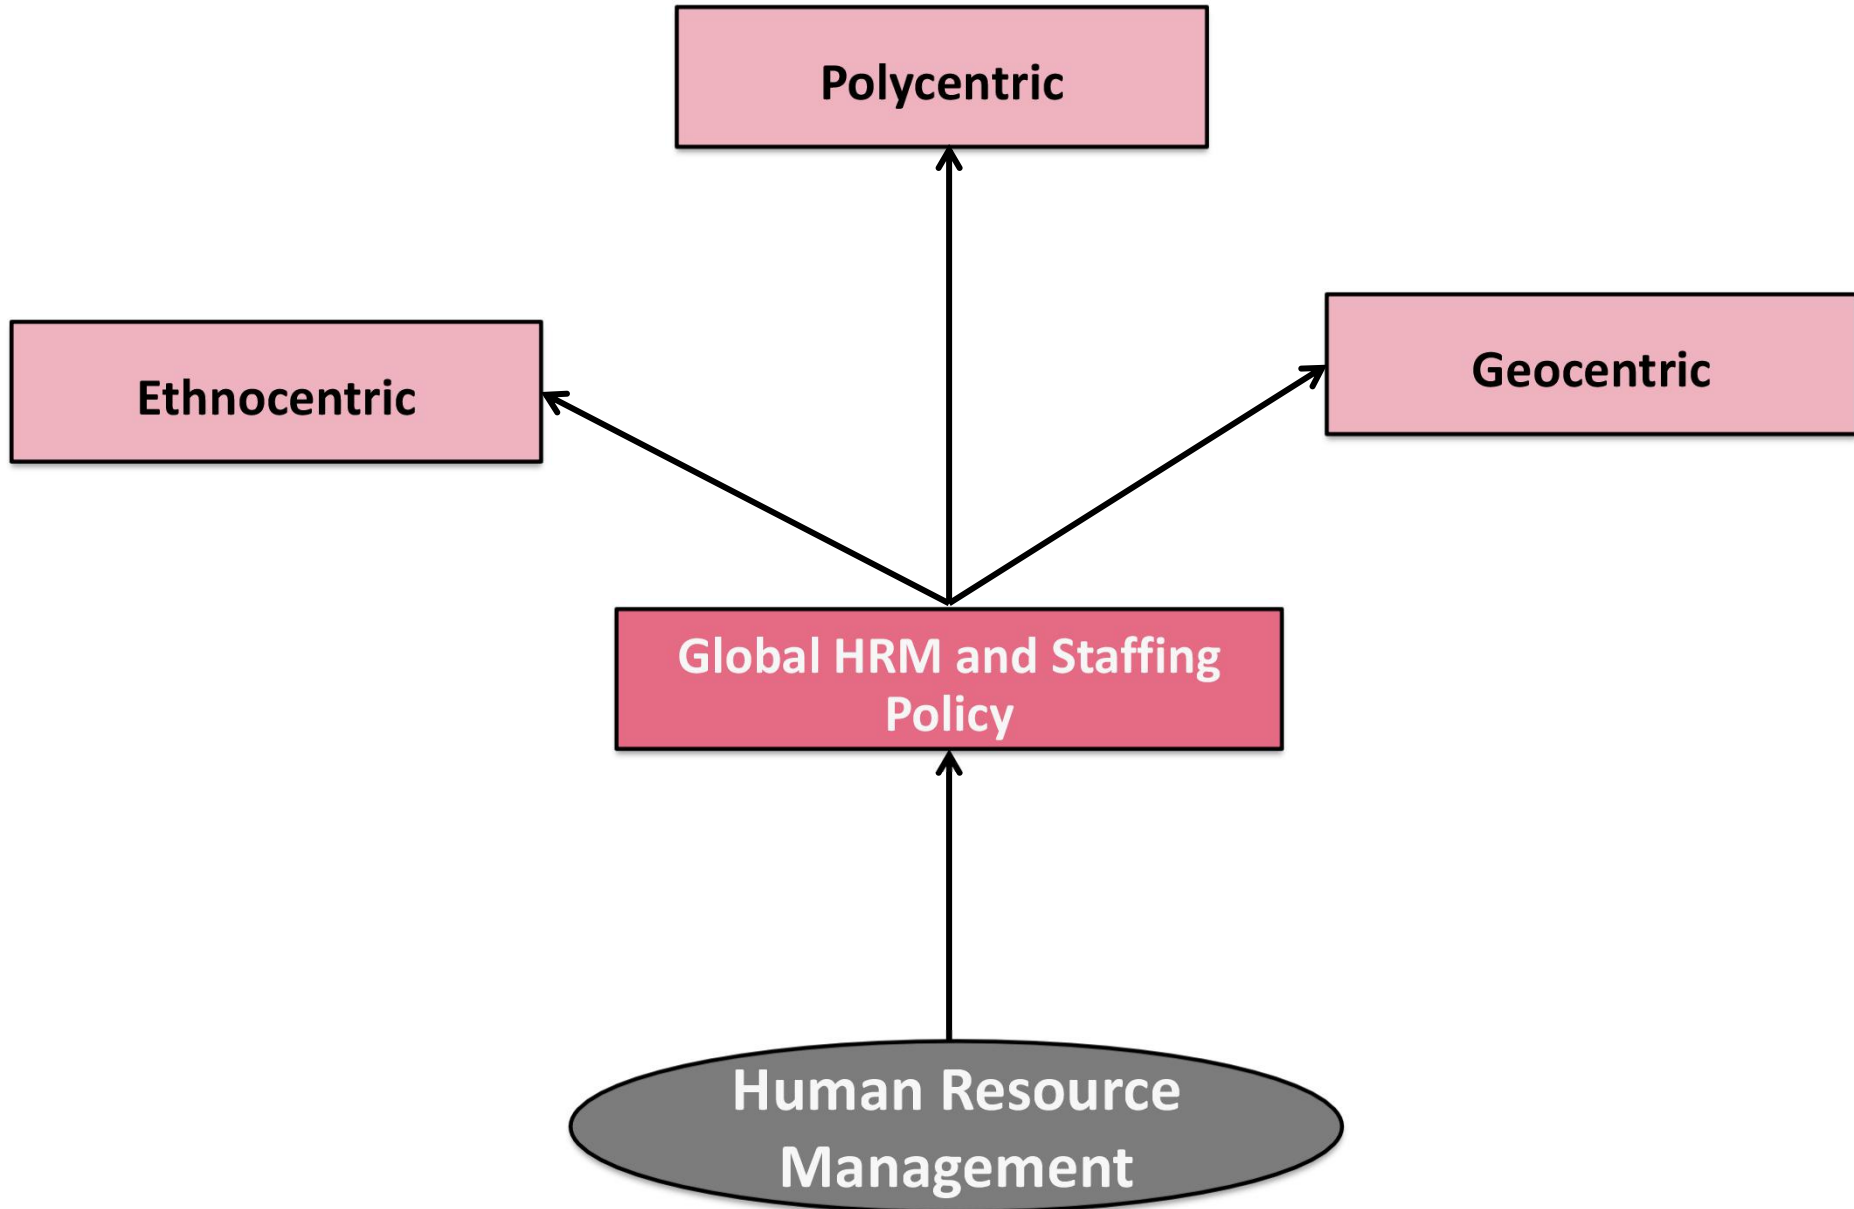 Polycentric
Ethnocentric
Geocentric
Global HRM and Staffing
Policy
Human Resource
Management